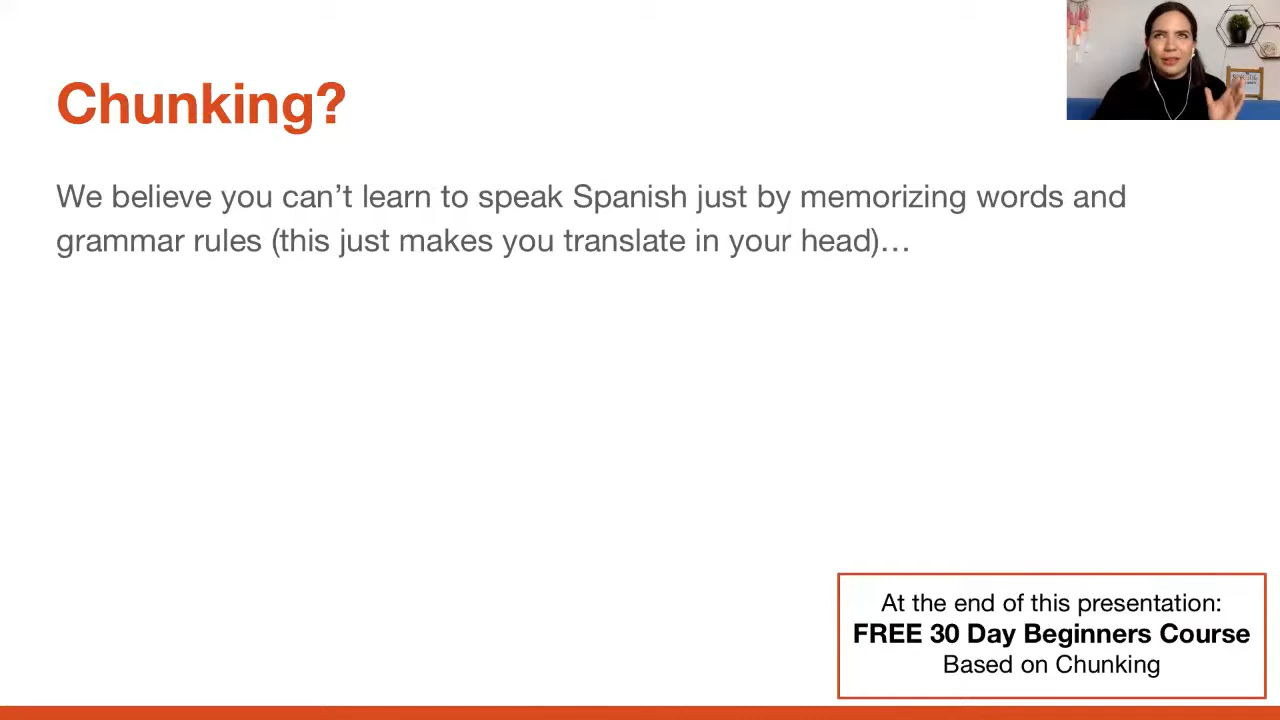 Chunking?
We believe you can’t learn to speak Spanish just by memorizing words and
grammar rules (this just makes you translate in your head)…
At the end of this presentation:
FREE 30 Day Beginners Course
Based on Chunking